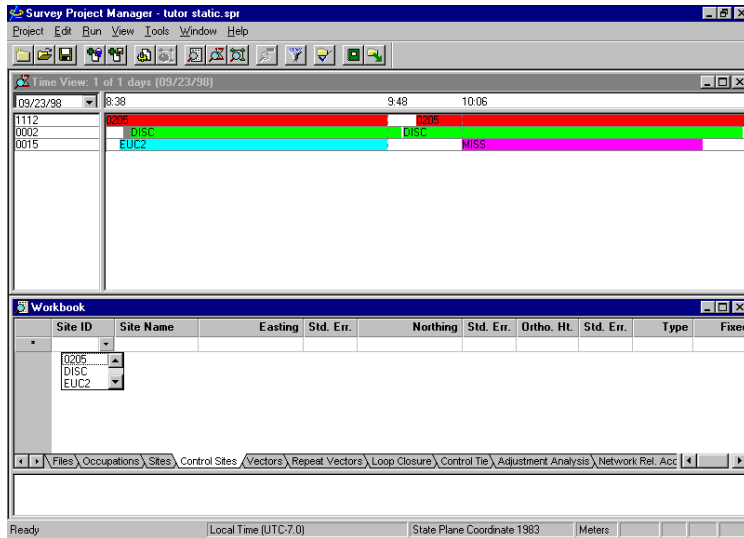 Survey Project Manager - tutor static.spr
Project Edit Run View Tools Window Help
Time View: 1 of 1 days (09/23/98)
09/23/98 8:38 9:48 10:06
1112 0205 0205
0002 DISC DISC
0015 EUC2 MISS
Workbook
Site ID Site Name Easting Std. Err. Northing Std. Err. Ortho. Ht. Std. Err. Type Fixed
*
0205
DISC
EUC2
Files Occupations Sites Control Sites Vectors Repeat Vectors Loop Closure Control Tie Adjustment Analysis Network Rel. Acc
Ready Local Time (UTC-7.0) State Plane Coordinate 1983 Meters